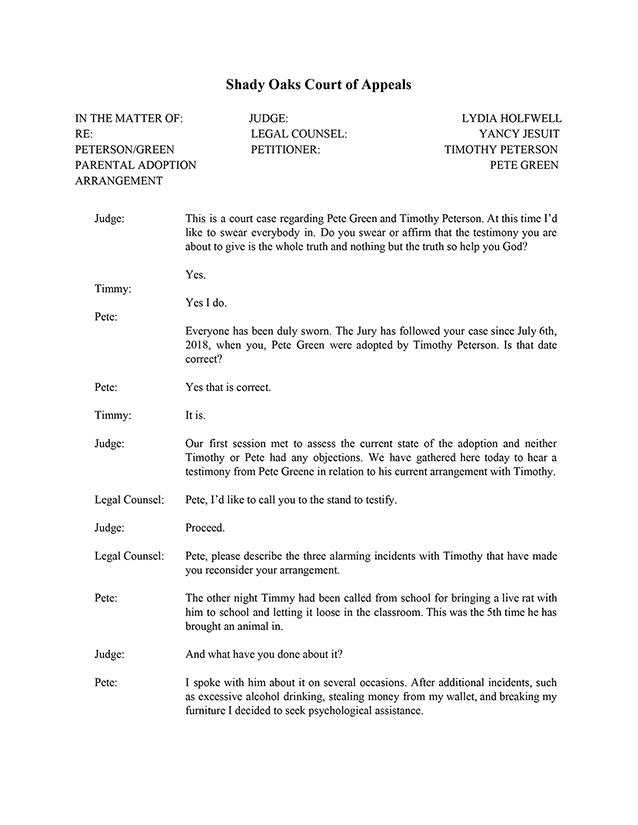 Shady Oaks Court of Appeals
IN THE MATTER OF: JUDGE: LYDIA HOLFWELL
RE: LEGAL COUNSEL: YANCY JESUIT
PETERSON/GREEN PETITIONER: TIMOTHY PETERSON
PARENTAL ADOPTION PETE GREEN
ARRANGEMENT
Judge: This is a court case regarding Pete Green and Timothy Peterson. At this time I’d
like to swear everybody in. Do you swear or affirm that the testimony you are
about to give is the whole truth and nothing but the truth so help you God?
Yes.
Timmy:
Yes I do.
Pete:
Everyone has been duly sworn. The Jury has followed your case since July 6th,
2018, when you, Pete Green were adopted by Timothy Peterson. Is that date
correct?
Pete: Yes that is correct.
Timmy: It is.
Judge: Our first session met to assess the current state of the adoption and neither
Timothy or Pete had any objections. We have gathered here today to hear a
testimony from Pete Greene in relation to his current arrangement with Timothy.
Legal Counsel: Pete, I’d like to call you to the stand to testify.
Judge: Proceed.
Legal Counsel: Pete, please describe the three alarming incidents with Timothy that have made
you reconsider your arrangement.
Pete: The other night Timmy had been called from school for bringing a live rat with
him to school and letting it loose in the classroom. This was the 5th time he has
brought an animal in.
Judge: And what have you done about it?
Pete: I spoke with him about it on several occasions. After additional incidents, such
as excessive alcohol drinking, stealing money from my wallet, and breaking my
furniture I decided to seek psychological assistance.